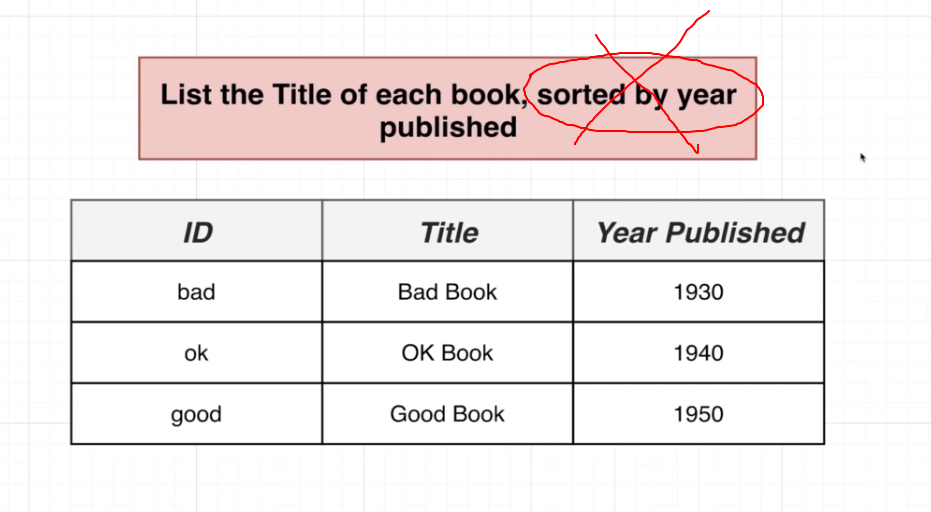 List the Title of each book, sorted by year
published
ID Title Year Published
bad Bad Book 1930
ok OK Book 1940
good Good Book 1950